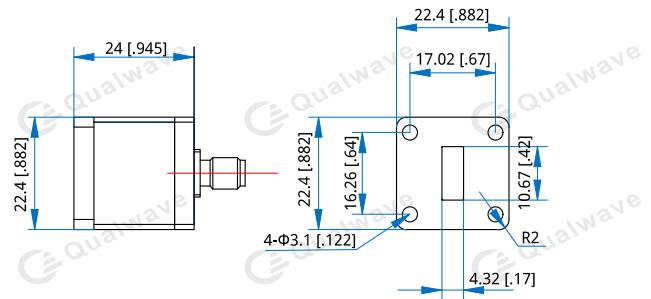 24 [.945]
22.4 [.882]
22.4 [.882]
17.02 [.67]
22.4 [.882]
16.26 [.64]
10.67 [.42]
4-Φ3.1 [.122]
R2
4.32 [.17]
Qualwave
Qualwave
Qualwave
Qualwave
Qualwave
Qualwave